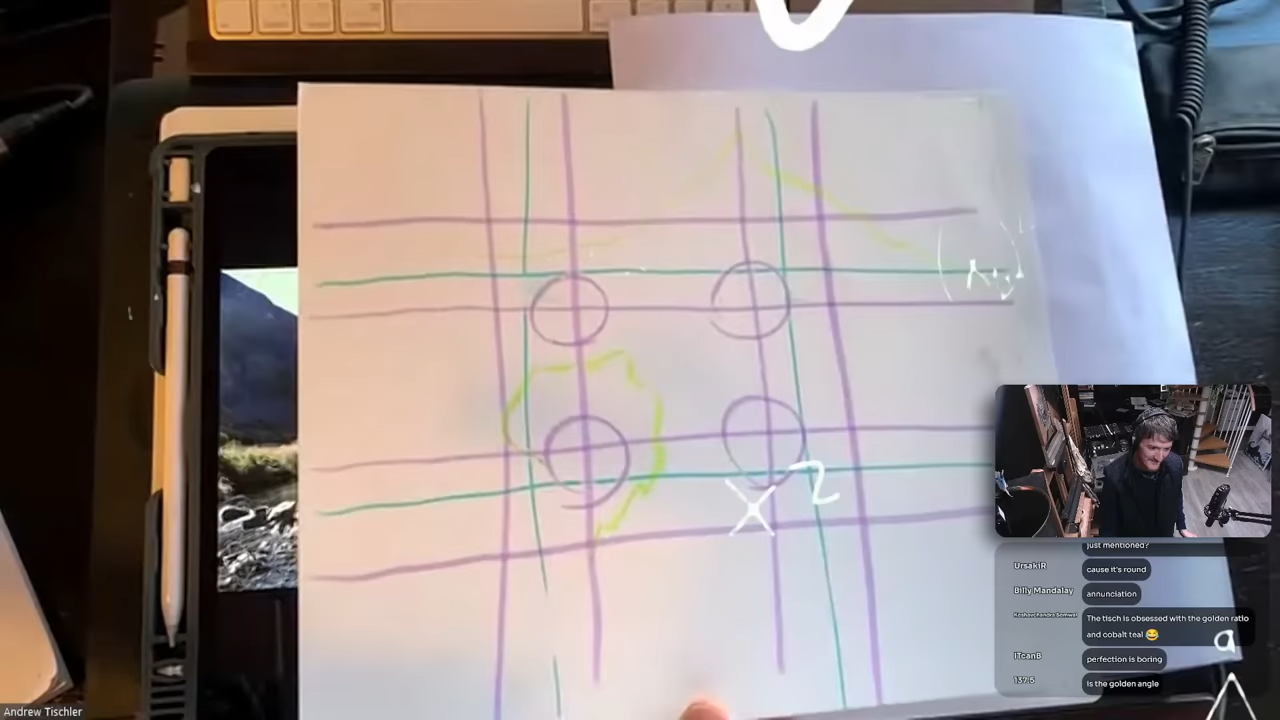 x 2
just mentioned?
UrsakiR
cause it's round
Billy Mandalay
annunciation
The tisch is obsessed with the golden ratio
and cobalt teal 😂
ITcanB
perfection is boring
137.5
is the golden angle
a
Andrew Tischler